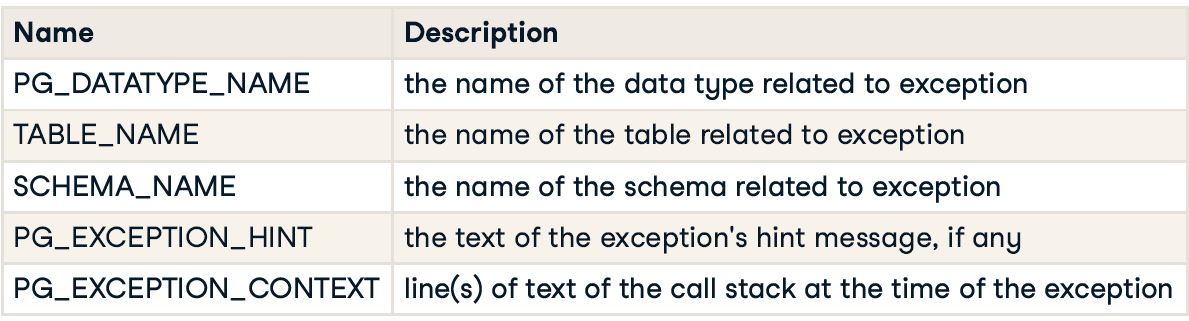 Name Description
PG_DATATYPE_NAME the name of the data type related to exception
TABLE_NAME the name of the table related to exception
SCHEMA_NAME the name of the schema related to exception
PG_EXCEPTION_HINT the text of the exception's hint message, if any
PG_EXCEPTION_CONTEXT line(s) of text of the call stack at the time of the exception